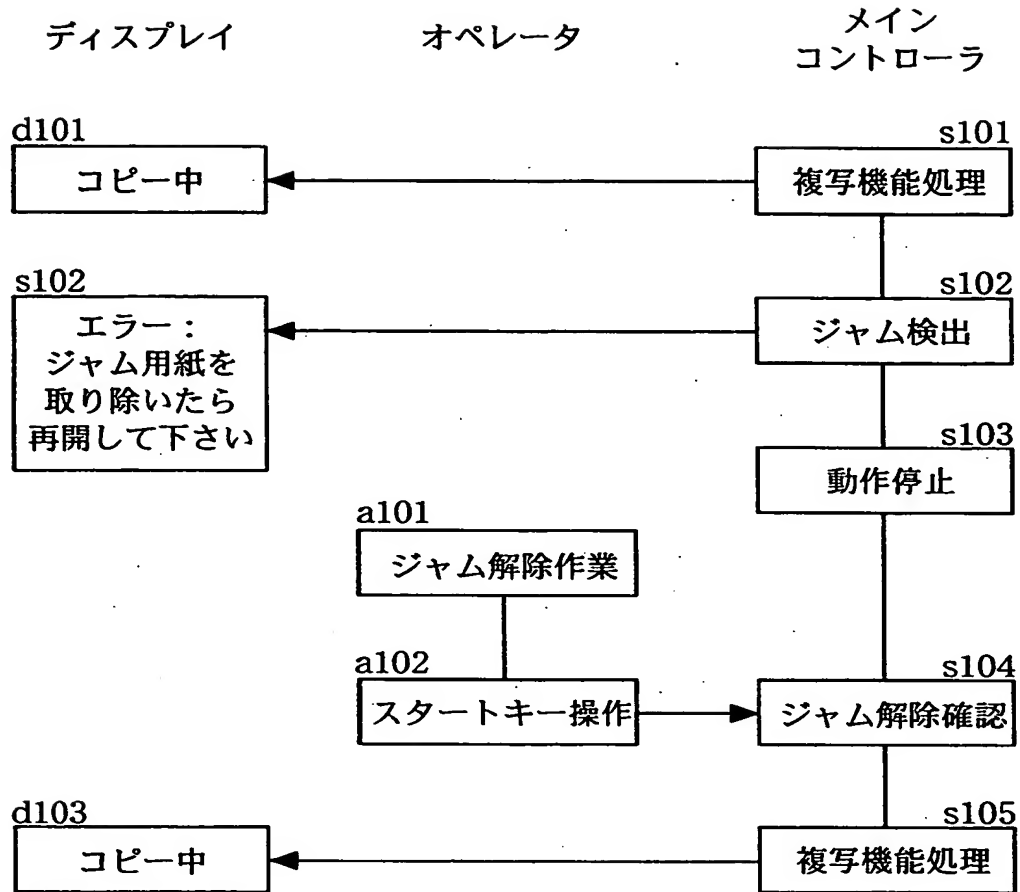 ディスプレイ
オペレータ
メイン
コントローラ
d101
コピー中
s101
複写機能処理
s102
エラー：
ジャム用紙を
取り除いたら
再開して下さい
s102
ジャム検出
s103
動作停止
a101
ジャム解除作業
a102
スタートキー操作
s104
ジャム解除確認
d103
コピー中
s105
複写機能処理